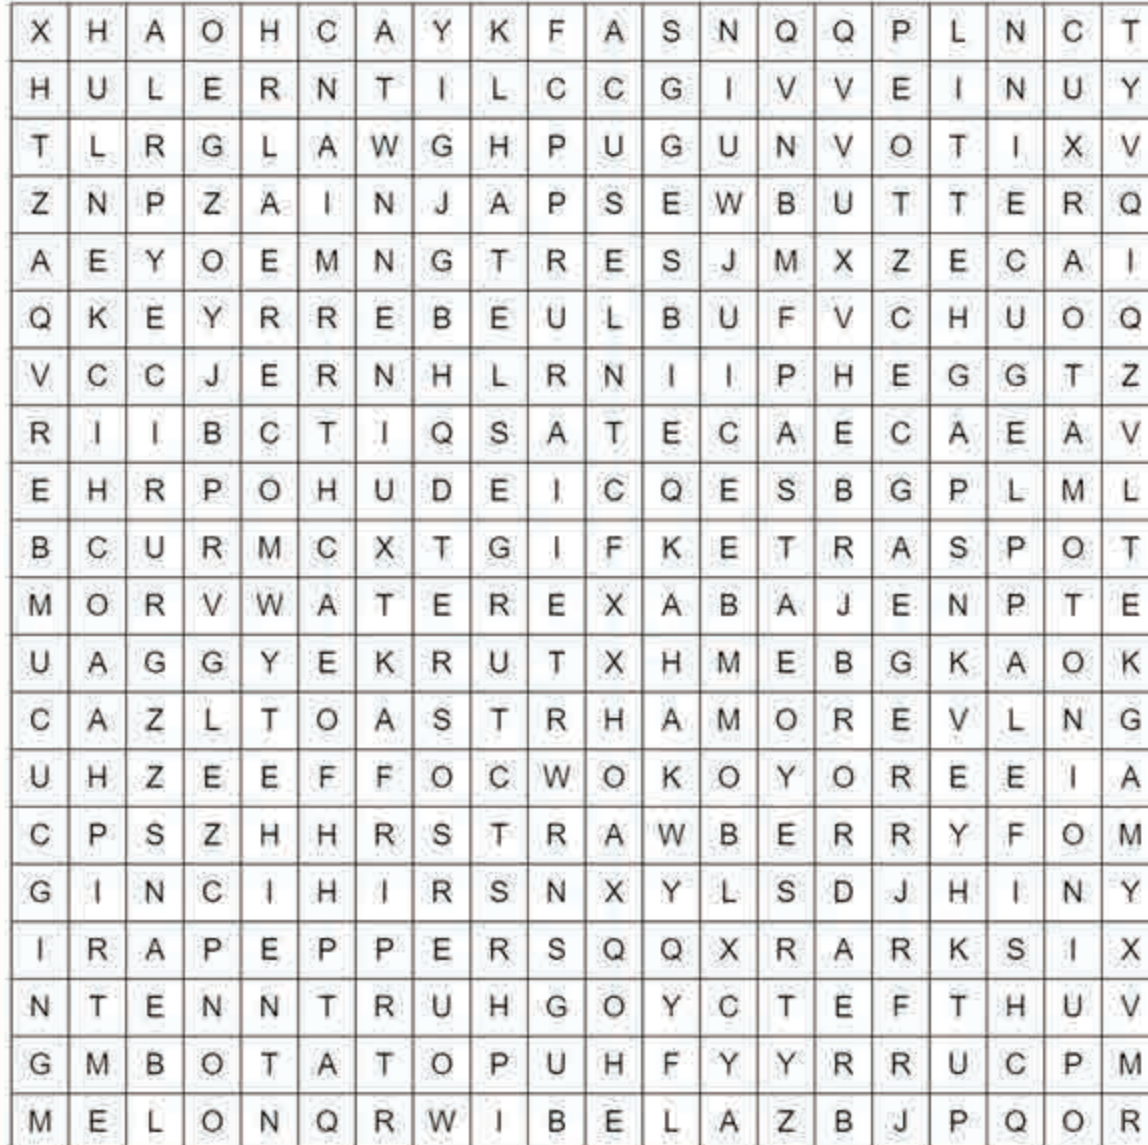 X H A O H C A Y K F A S N Q Q P L N C T
H U L E R N T I L C C G I V V E I N U Y
T L R G L A W G H P U G U N V O T I X V
Z N P Z A I N J A P S E W B U T T E R Q
A E Y O E M N G T R E S J M X Z E C A I
Q K E Y R R E B E U L B U F V C H U O Q
V C C J E R N H L R N I I P H E G G T Z
R I I B C T I Q S A T E C A E C A E A V
E H R P O H U D E I C Q E S B G P L M L
B C U R M C X T G I F K E T R A S P O T
M O R V W A T E R E X A B A J E N P T E
U A G G Y E K R U T X H M E B G K A O K
C A Z L T O A S T R H A M O R E V L N G
U H Z E E F F O C W O K O Y O R E E I A
C P S Z H H R S T R A W B E R R Y F O M
G I N C I H I R S N X Y L S D J H I N Y
I R A P E P P E R S Q Q X R A R K S I X
N T E N N T R U H G O Y C T E F T H U V
G M B O T A T O P U H F Y Y R R U C P M
M E L O N Q R W I B E L A Z B J P Q O R